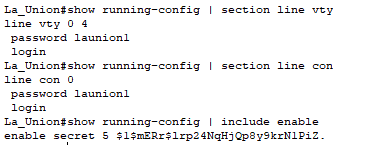 La_Union#show running-config | section line vty
line vty 0 4
 password launion1
 login
La_Union#show running-config | section line con
line con 0
 password launion1
 login
La_Union#show running-config | include enable
enable secret 5 $1$mERr$lrp24NqHjQp8y9krNlPiZ.